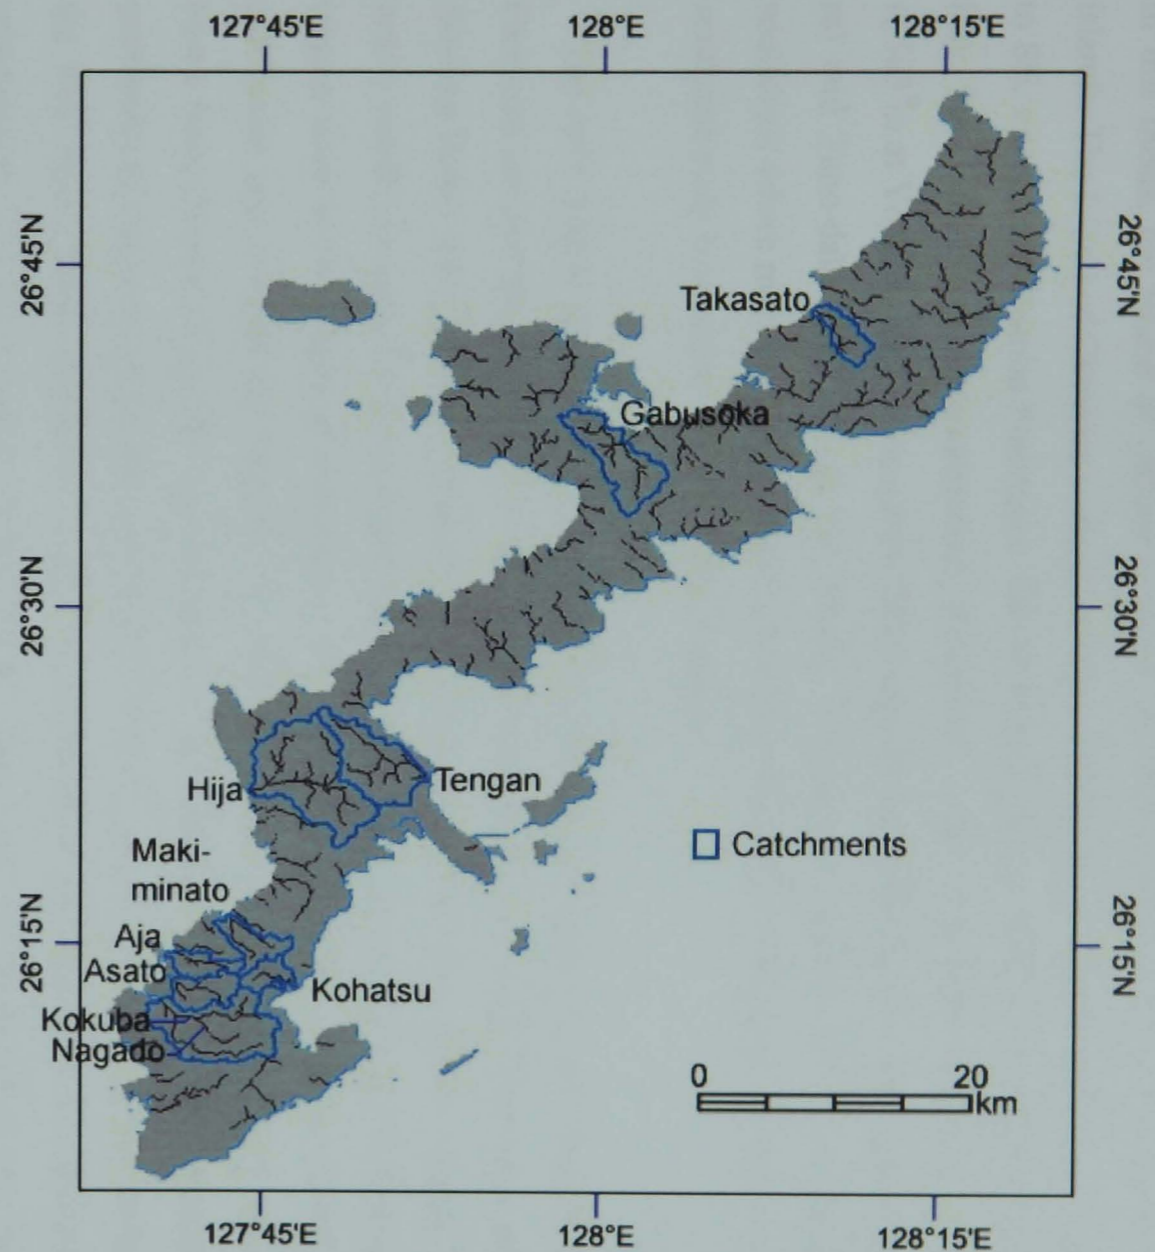 127°45'E
128°E
128°15'E
26°45'N
26°45'N
Takasato
Gabusoka
26°30'N
26°30'N
Hija
Tengan
Maki-
minato
Catchments
26°15'N
26°15'N
Aja
Asato
Kohatsu
Kokuba
Nagado
0
20
km
127°45'E
128°E
128°15'E